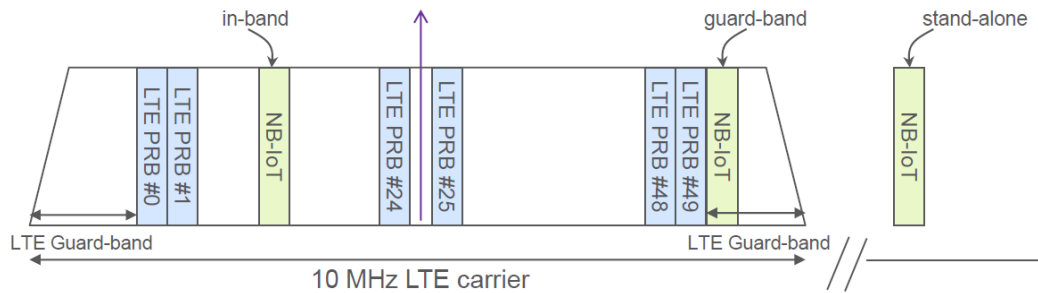 in-band
guard-band
stand-alone
LTE PRB #0
LTE PRB #1
NB-IoT
LTE PRB #24
LTE PRB #25
LTE PRB #48
LTE PRB #49
NB-IoT
NB-IoT
LTE Guard-band
LTE Guard-band
10 MHz LTE carrier